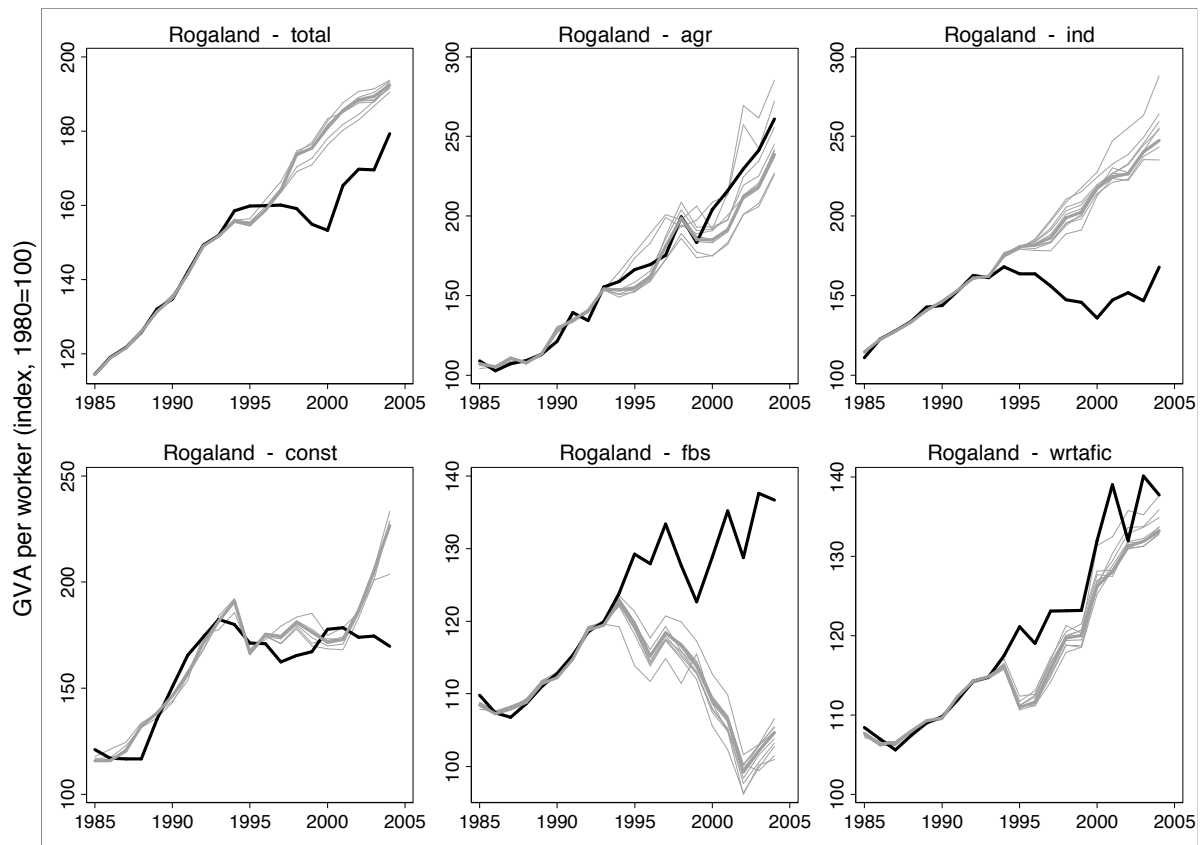 GVA per worker (index, 1980=100)
Rogaland - total
200
180
160
140
120
1985 1990 1995 2000 2005
Rogaland - agr
300
250
200
150
100
1985 1990 1995 2000 2005
Rogaland - ind
300
250
200
150
100
1985 1990 1995 2000 2005
Rogaland - const
250
200
150
100
1985 1990 1995 2000 2005
Rogaland - fbs
140
130
120
110
100
1985 1990 1995 2000 2005
Rogaland - wrtafic
140
130
120
110
100
1985 1990 1995 2000 2005